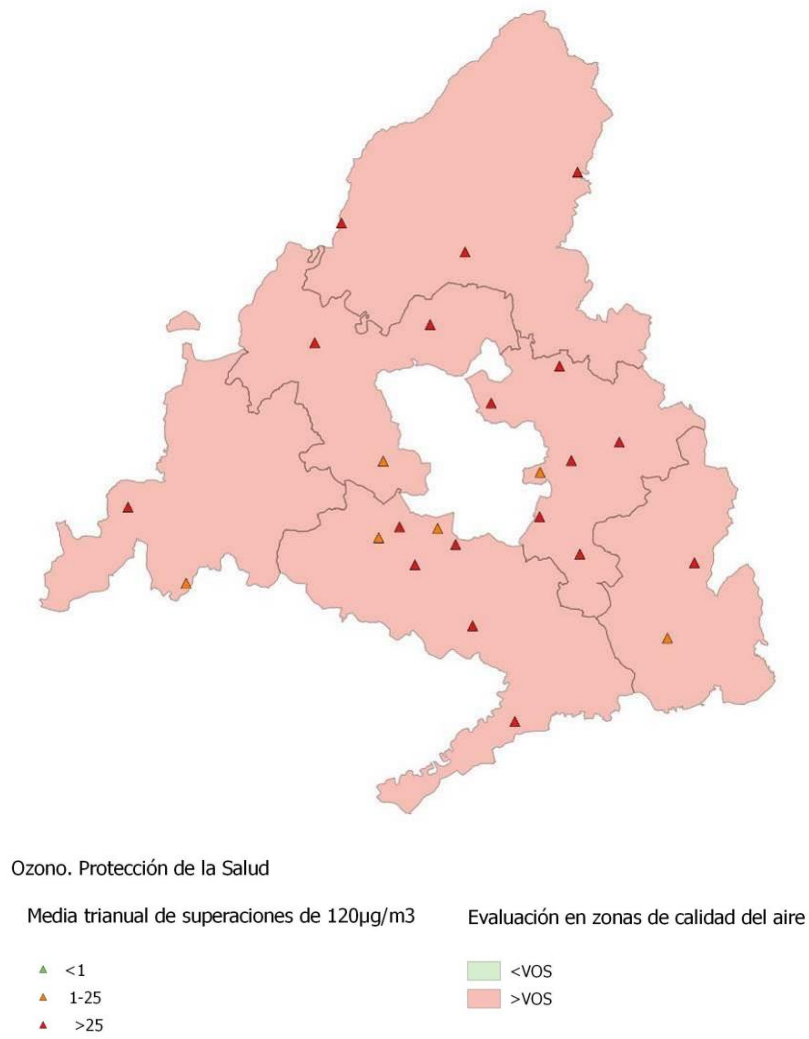 Ozono. Protección de la Salud
Media trianual de superaciones de 120µg/m3
<1
1-25
>25
Evaluación en zonas de calidad del aire
<VOS
>VOS